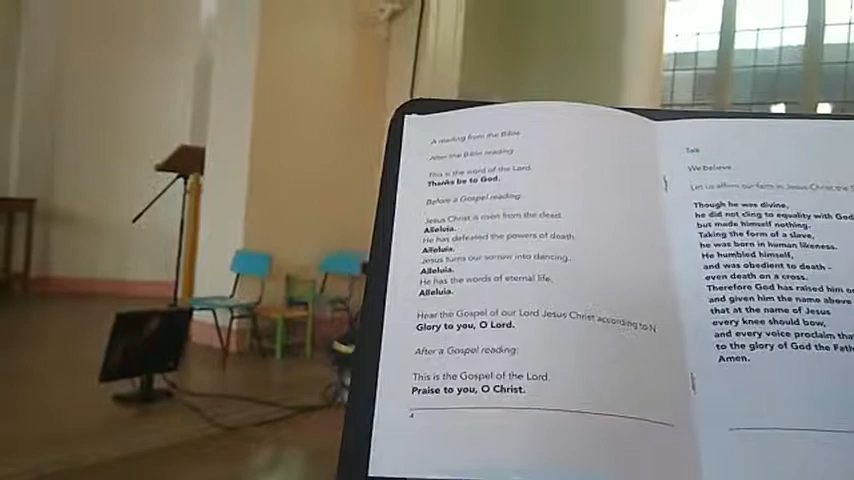 A reading from the Bible
After the Bible reading
This is the word of the Lord.
Thanks be to God.
Before a Gospel reading:
Jesus Christ is risen from the dead.
Alleluia.
He has defeated the powers of death.
Alleluia.
Jesus turns our sorrow into dancing.
Alleluia.
He has the words of eternal life.
Alleluia.
Hear the Gospel of our Lord Jesus Christ according to N
Glory to you, O Lord.
After a Gospel reading:
This is the Gospel of the Lord.
Praise to you, O Christ.
4
Talk
We believe
Let us affirm our faith in Jesus Christ the
Though he was divine,
he did not cling to equality with God
but made himself nothing.
Taking the form of a slave,
he was born in human likeness.
He humbled himself,
and was obedient to death -
even death on a cross.
Therefore God has raised him on
and given him the name above
that at the name of Jesus
every knee should bow,
and every voice proclaim tha
to the glory of God the Fath
Amen.